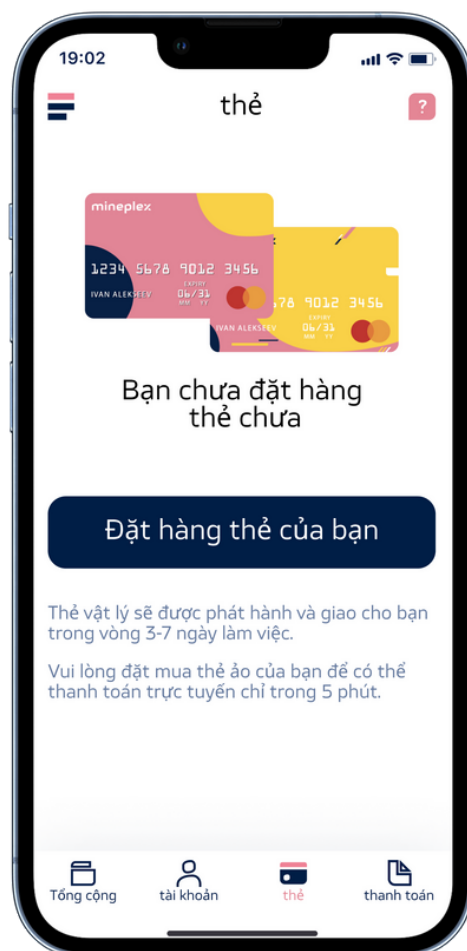 19:02
thẻ
?
mineplex
1234 5678 9012 3456
EXPIRY
IVAN ALEKSEEV 06/31
MM YY
78 9012 3456
EXPIRY
IVAN ALEKSEEV 06/31
MM YY
Bạn chưa đặt hàng
thẻ chưa
Đặt hàng thẻ của bạn
Thẻ vật lý sẽ được phát hành và giao cho bạn
trong vòng 3-7 ngày làm việc.
Vui lòng đặt mua thẻ ảo của bạn để có thể
thanh toán trực tuyến chỉ trong 5 phút.
Tổng cộng tài khoản thẻ thanh toán